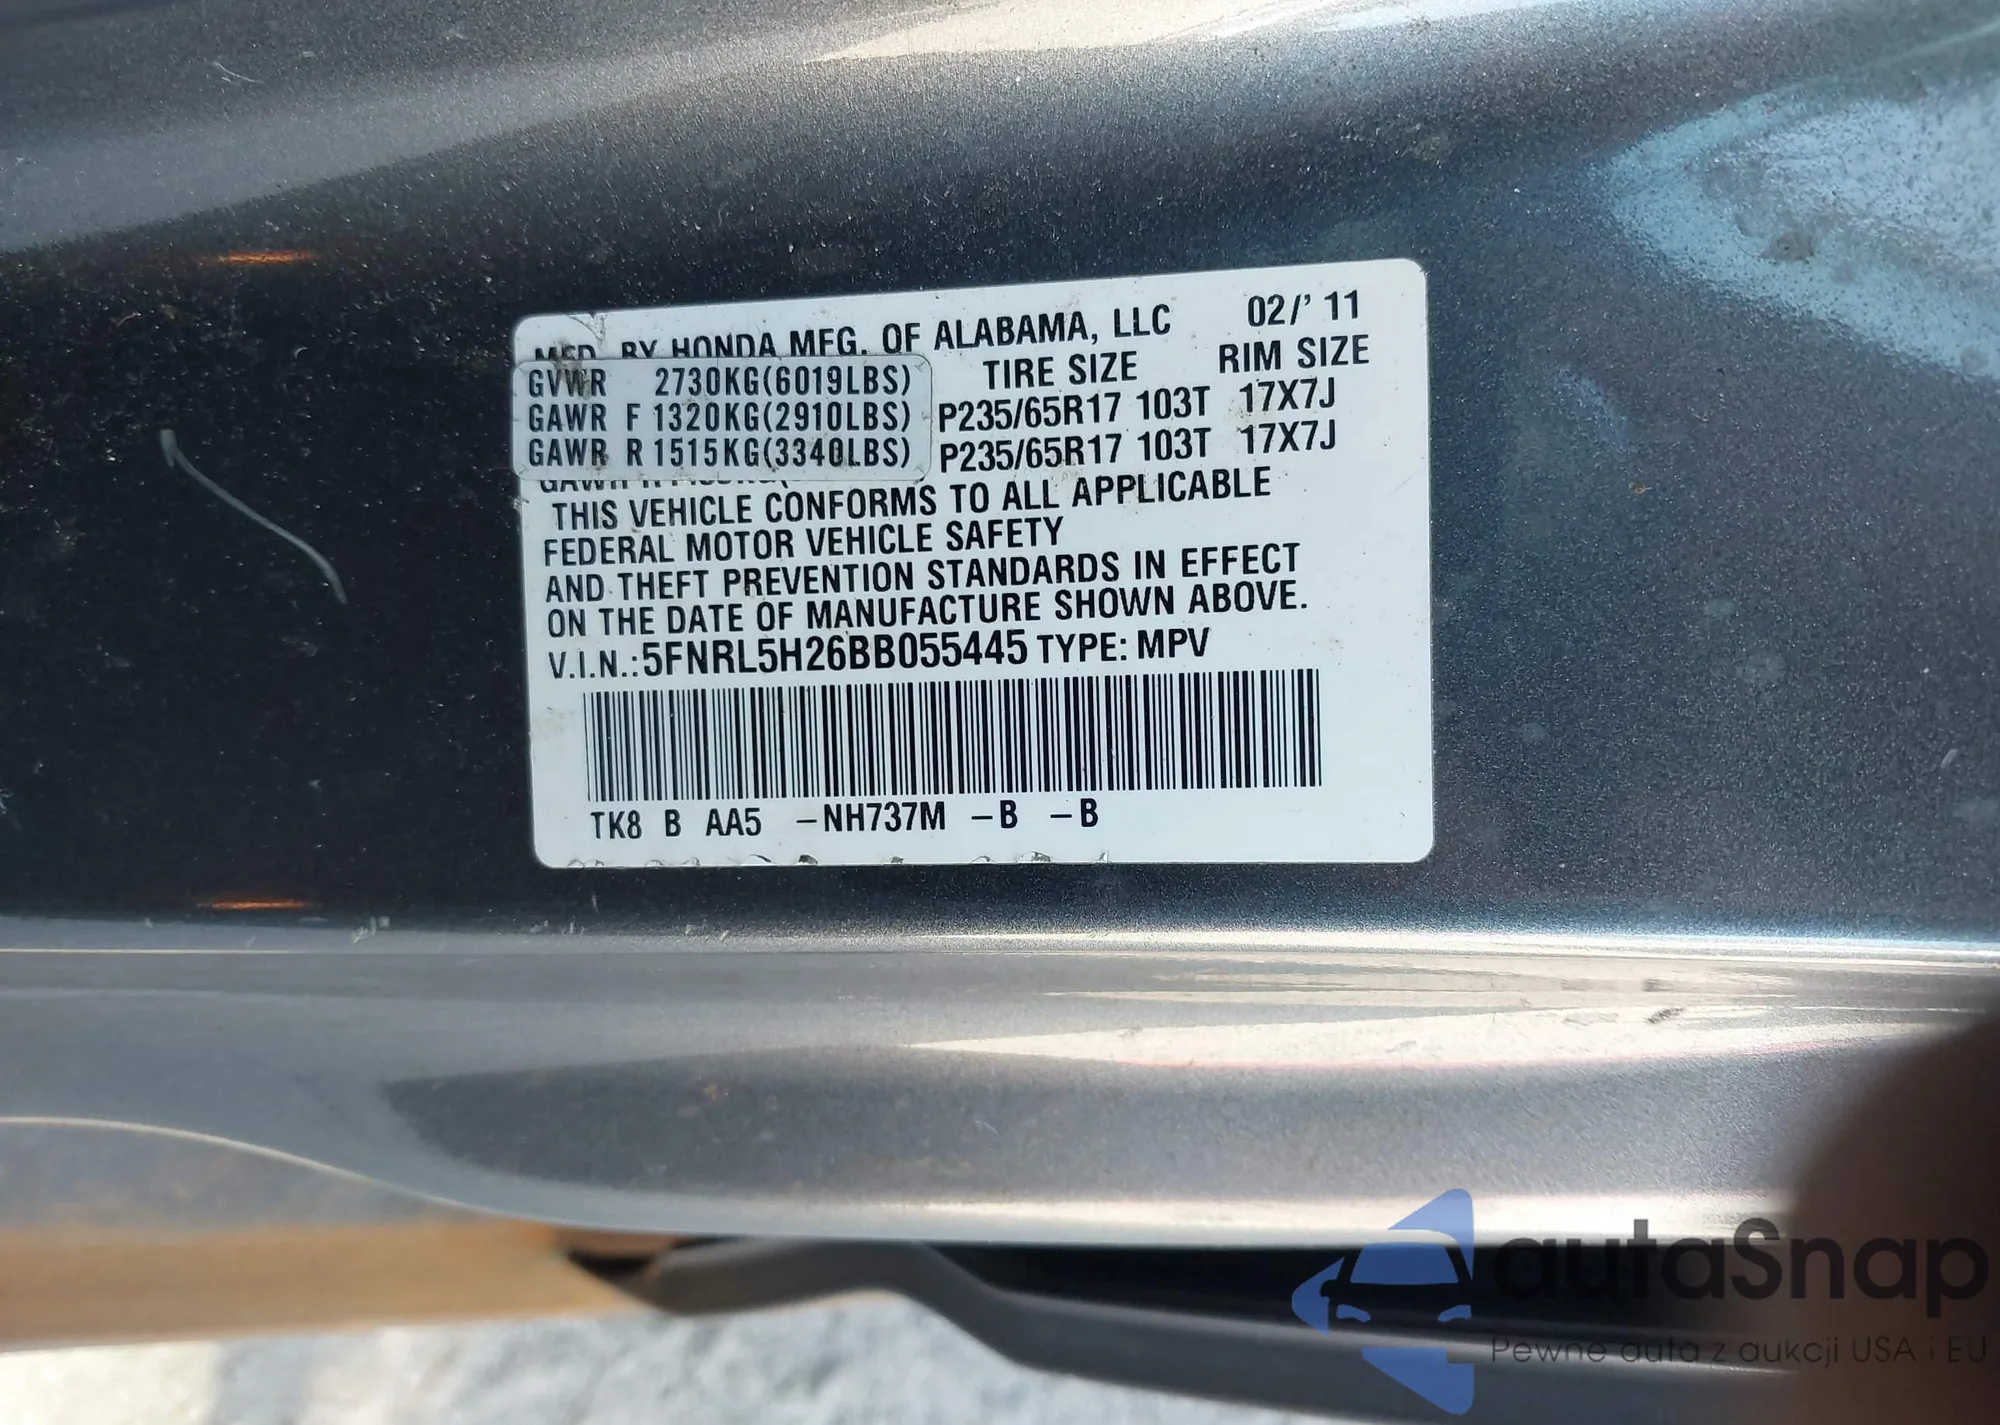 MFD. BY HONDA MFG. OF ALABAMA, LLC 02/' 11
GVWR 2730KG(6019LBS) TIRE SIZE RIM SIZE
GAWR F 1320KG(2910LBS) P235/65R17 103T 17X7J
GAWR R 1515KG(3340LBS) P235/65R17 103T 17X7J
THIS VEHICLE CONFORMS TO ALL APPLICABLE
FEDERAL MOTOR VEHICLE SAFETY
AND THEFT PREVENTION STANDARDS IN EFFECT
ON THE DATE OF MANUFACTURE SHOWN ABOVE.
V.I.N.:5FNRL5H26BB055445 TYPE: MPV
TK8 B AA5 -NH737M -B -B
autaSnap
Pewne auta z aukcji USA i EU